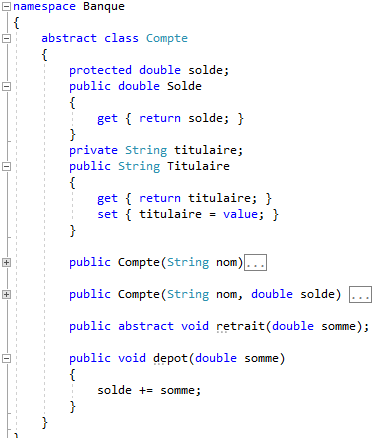 namespace Banque
{
    abstract class Compte
    {
        protected double solde;
        public double Solde
        {
            get { return solde; }
        }
        private String titulaire;
        public String Titulaire
        {
            get { return titulaire; }
            set { titulaire = value; }
        }
        public Compte(String nom)...
        public Compte(String nom, double solde) ...
        public abstract void retrait(double somme);
        public void depot(double somme)
        {
            solde += somme;
        }
    }
}